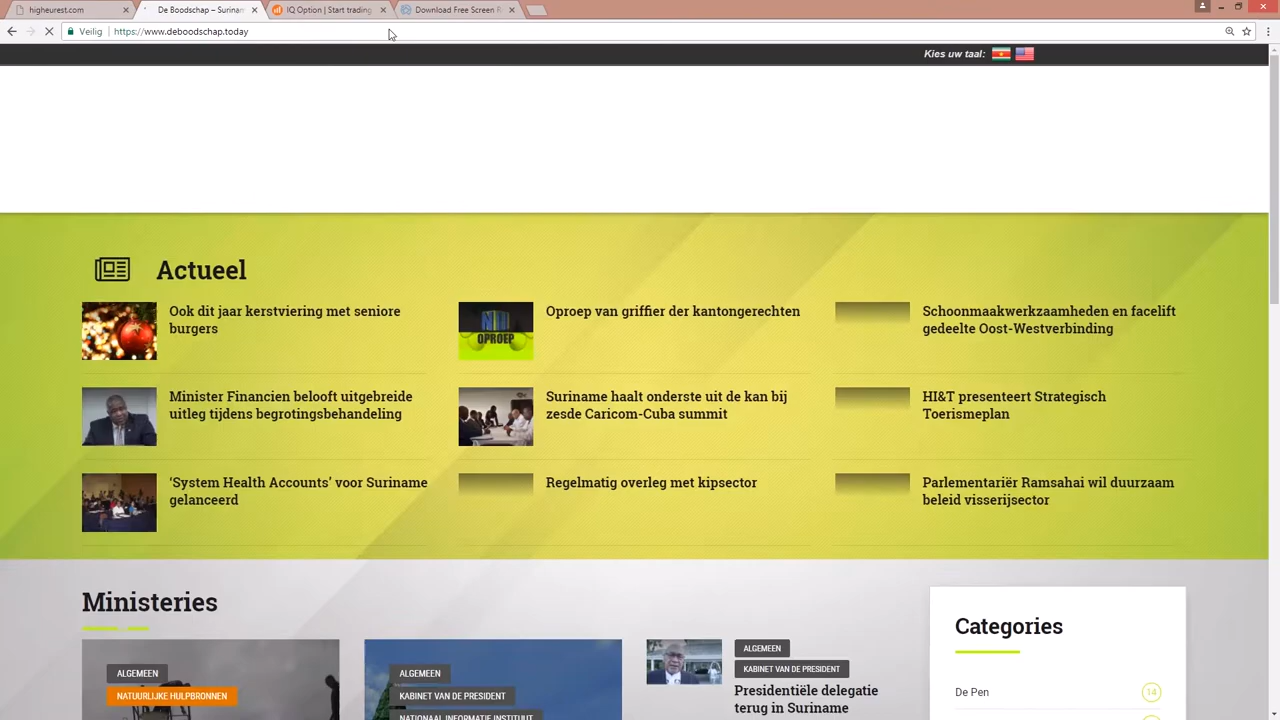 higheurest.com
De Boodschap – Surinam
IQ Option | Start trading
Download Free Screen R
Veilig
https://www.deboodschap.today
Kies uw taal:
Actueel
Ook dit jaar kerstviering met seniore
burgers
Oproep van griffier der kantongerechten
Schoonmaakwerkzaamheden en facelift
gedeelte Oost-Westverbinding
OPROEP
Minister Financien belooft uitgebreide
uitleg tijdens begrotingsbehandeling
Suriname haalt onderste uit de kan bij
zesde Caricom-Cuba summit
HI&T presenteert Strategisch
Toerismeplan
‘System Health Accounts’ voor Suriname
gelanceerd
Regelmatig overleg met kipsector
Parlementariër Ramsahai wil duurzaam
beleid visserijsector
Ministeries
ALGEMEEN
NATUURLIJKE HULPBRONNEN
ALGEMEEN
KABINET VAN DE PRESIDENT
NATIONAAL INFORMATIE INSTITUUT
ALGEMEEN
KABINET VAN DE PRESIDENT
Presidentiële delegatie
terug in Suriname
Categories
De Pen
14